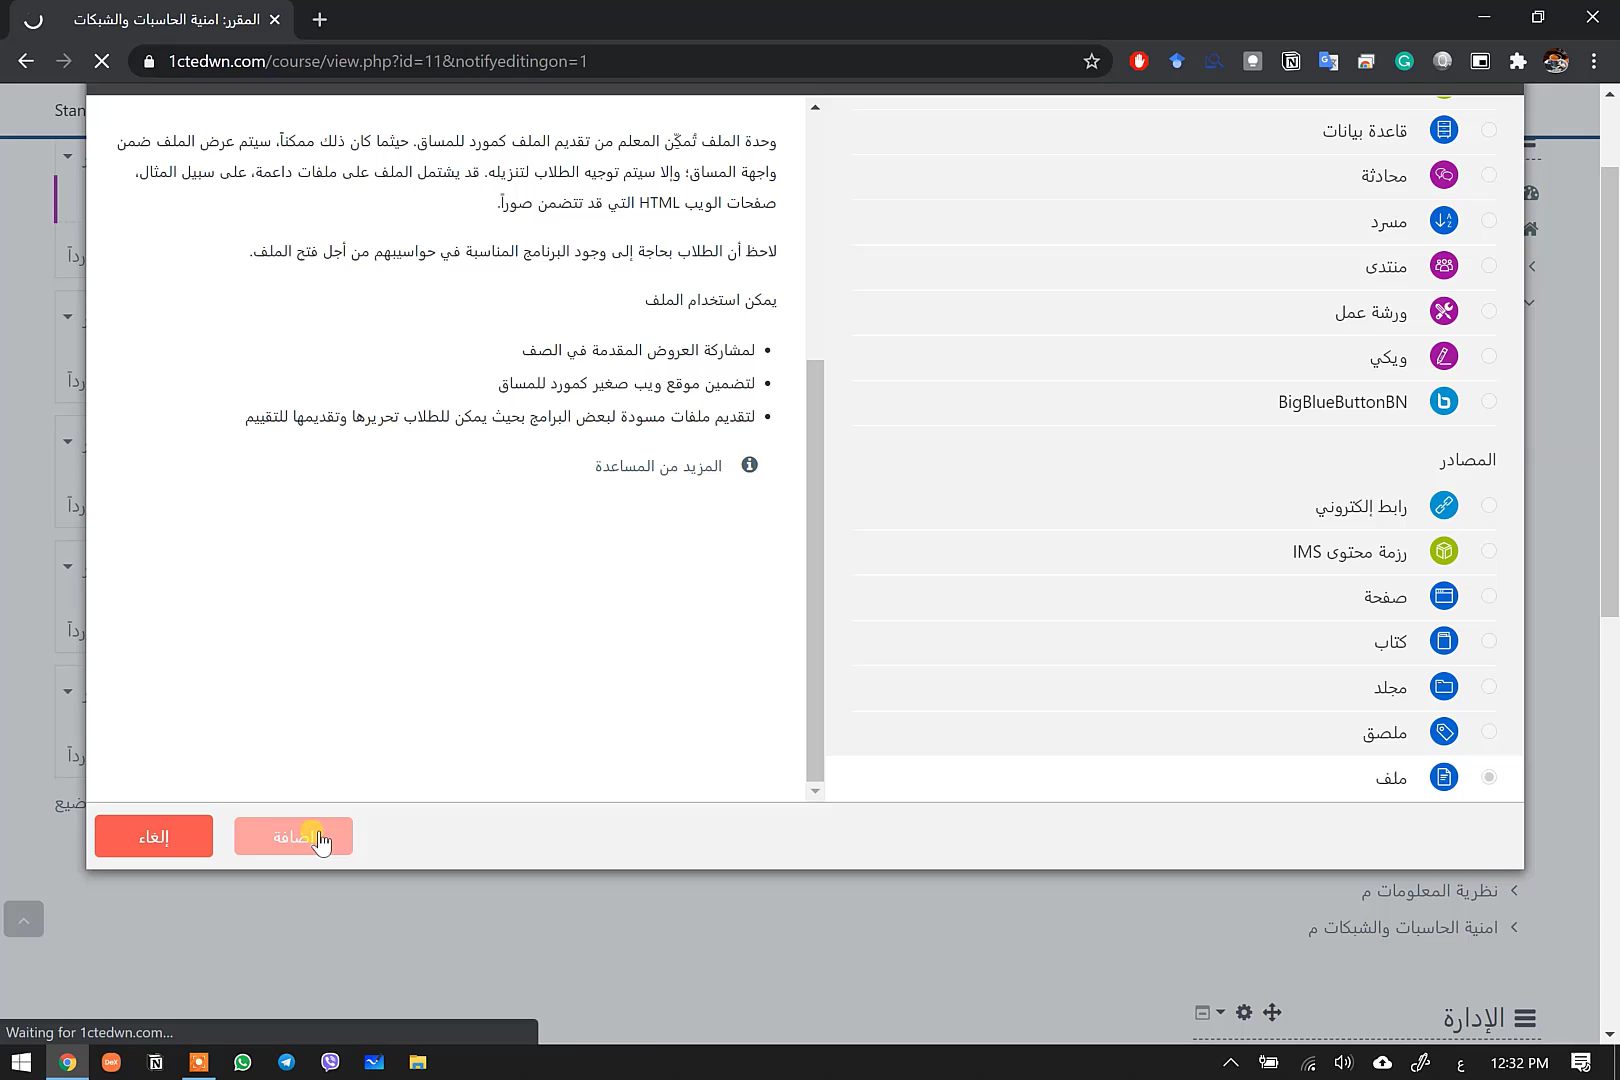 المقرر: امنية الحاسبات والشبكات
1ctedwn.com/course/view.php?id=11&notifyeditingon=1
Stan
وحدة الملف تُمكِّن المعلم من تقديم الملف كمورد للمساق. حيثما كان ذلك ممكناً، سيتم عرض الملف ضمن
واجهة المساق؛ وإلا سيتم توجيه الطلاب لتنزيله. قد يشتمل الملف على ملفات داعمة، على سبيل المثال،
صفحات الويب HTML التي قد تتضمن صوراً.
لاحظ أن الطلاب بحاجة إلى وجود البرنامج المناسبة في حواسيبهم من أجل فتح الملف.
يمكن استخدام الملف
لمشاركة العروض المقدمة في الصف
لتضمين موقع ويب صغير كمورد للمساق
لتقديم ملفات مسودة لبعض البرامج بحيث يمكن للطلاب تحريرها وتقديمها للتقييم
المزيد من المساعدة
قاعدة بيانات
محادثة
مسرد
منتدى
ورشة عمل
ويكي
BigBlueButtonBN
المصادر
رابط إلكتروني
رزمة محتوى IMS
صفحة
كتاب
مجلد
ملصق
ملف
إضافة
إلغاء
نظرية المعلومات م
امنية الحاسبات والشبكات م
الإدارة
Waiting for 1ctedwn.com...
DeX
ع
12:32 PM